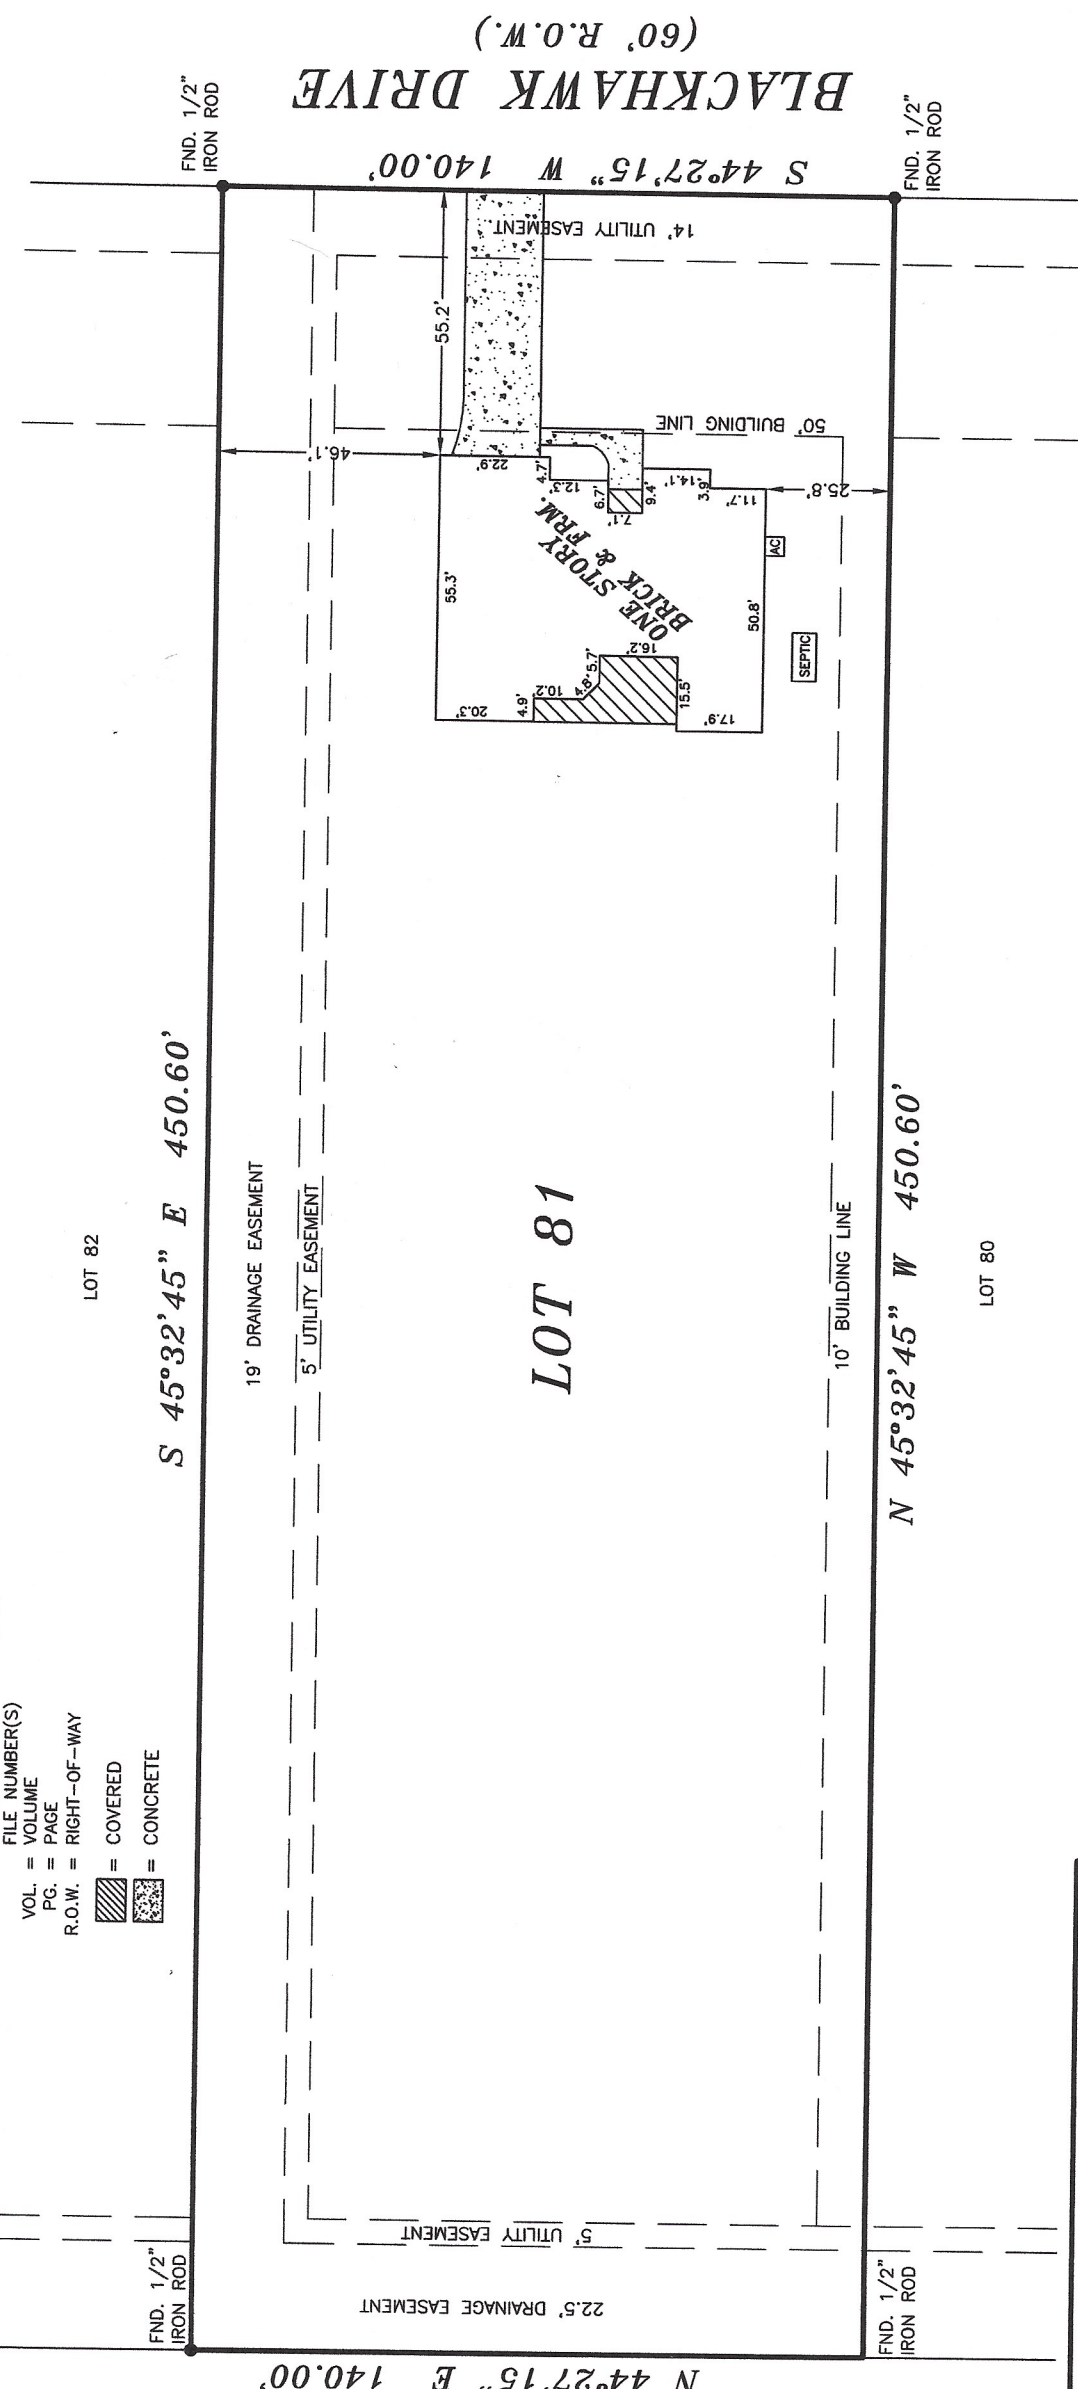 (60' R.O.W.)
BLACKHAWK DRIVE
S 44°27'15" W 140.00'
FND. 1/2"
IRON ROD
FND. 1/2"
IRON ROD
14' UTILITY EASEMENT
55.2'
50' BUILDING LINE
46.1'
22.9'
4.7'
12.3'
6.7'
7.1'
9.4'
14.1'
3.9'
11.7'
25.8'
ONE STORY
BRICK & FRM.
AC
55.3'
50.8'
SEPTIC
16.2'
5.7'
4.8'
10.2'
4.9'
20.3'
15.5'
17.9'
S 45°32'45" E 450.60'
N 45°32'45" W 450.60'
LOT 82
19' DRAINAGE EASEMENT
5' UTILITY EASEMENT
LOT 81
10' BUILDING LINE
LOT 80
FILE NUMBER(S)
VOL. = VOLUME
PG. = PAGE
R.O.W. = RIGHT-OF-WAY
= COVERED
= CONCRETE
5' UTILITY EASEMENT
22.5' DRAINAGE EASEMENT
FND. 1/2"
IRON ROD
FND. 1/2"
IRON ROD
N 44°27'15" E 140.00'